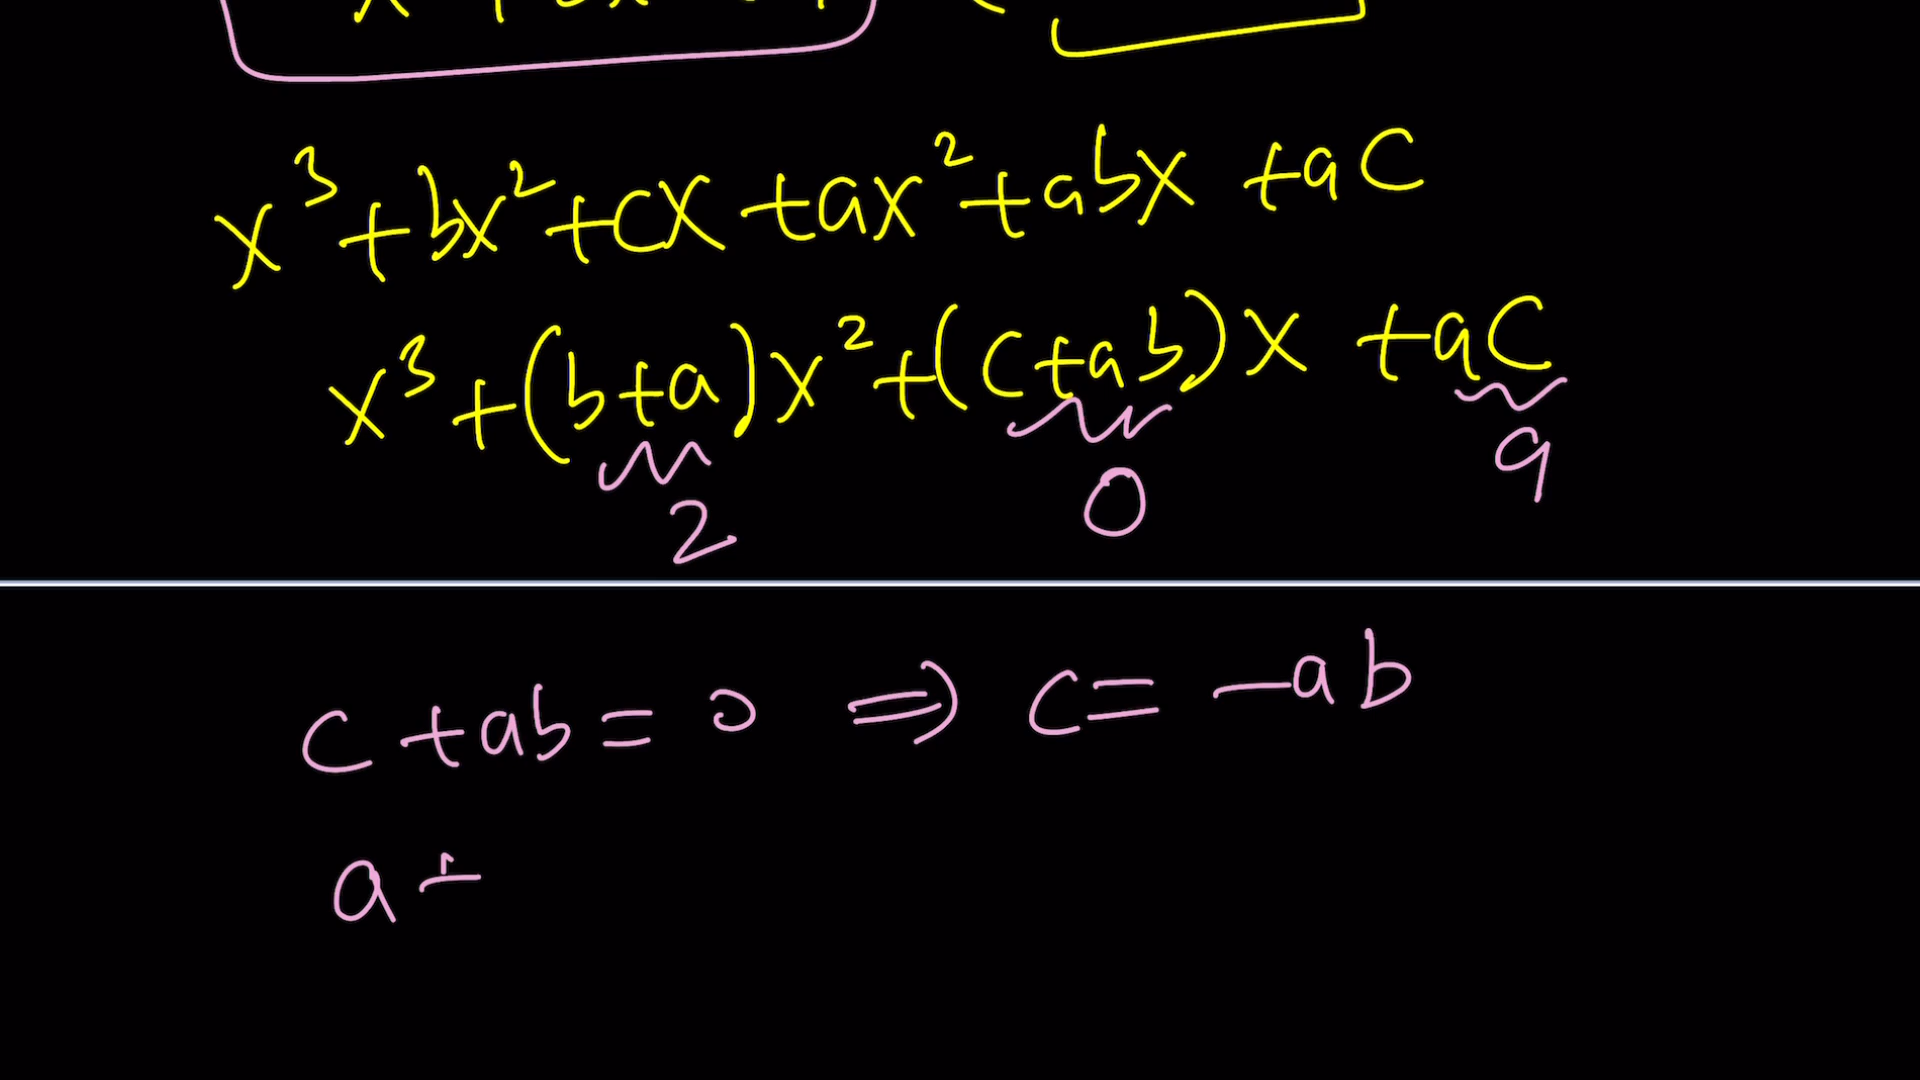 x³+bx²+cx+ax²+abx+ac
x³+(b+a)x²+(c+ab)x+ac
2 0 9
c+ab=0 ⇒ c=-ab
a+